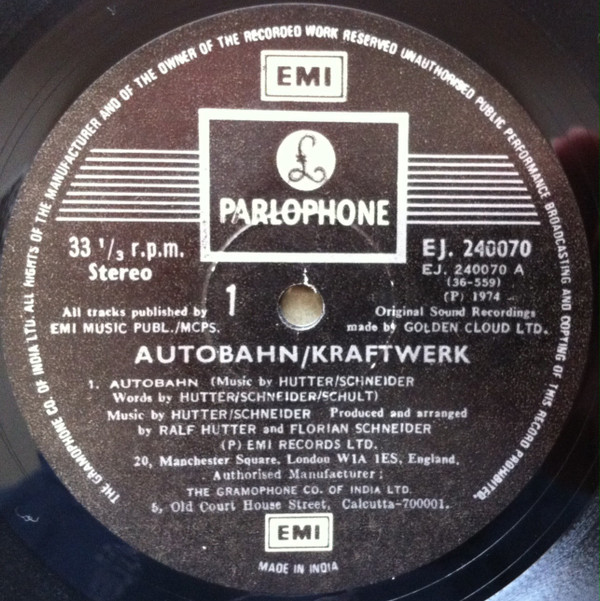 THE GRAMOPHONE CO. OF INDIA LTD. ALL RIGHTS OF THE MANUFACTURER AND OF THE OWNER OF THE RECORDED WORK RESERVED UNAUTHORISED PUBLIC PERFORMANCE BROADCASTING AND COPYING OF THIS RECORD PROHIBITED.
EMI
£
PARLOPHONE
33 1/3 r.p.m.
Stereo
EJ. 240070
EJ. 240070 A
(36-559)
(P) 1974
1
All tracks published by
EMI MUSIC PUBL./MCPS.
Original Sound Recordings
made by GOLDEN CLOUD LTD.
AUTOBAHN/KRAFTWERK
1. AUTOBAHN (Music by HUTTER/SCHNEIDER
Words by HUTTER/SCHNEIDER/SCHULT)
Music by HUTTER/SCHNEIDER Produced and arranged
by RALF HUTTER and FLORIAN SCHNEIDER
(P) EMI RECORDS LTD.
20, Manchester Square, London W1A 1ES, England,
Authorised Manufacturer:
THE GRAMOPHONE CO. OF INDIA LTD.
5, Old Court House Street, Calcutta-700001.
EMI
MADE IN INDIA